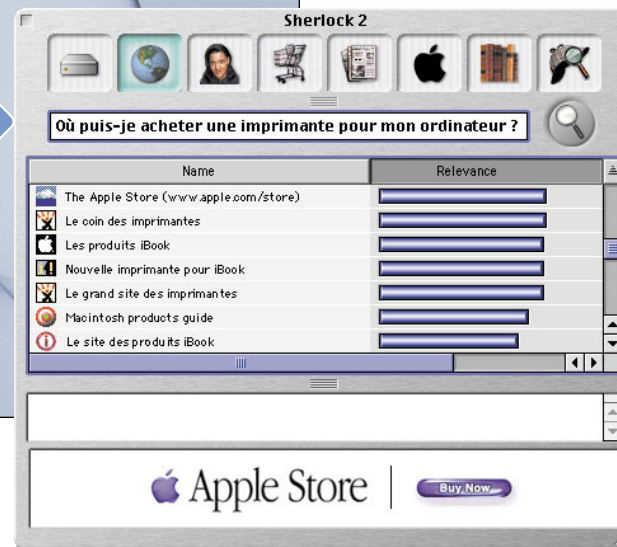 Sherlock 2
Où puis-je acheter une imprimante pour mon ordinateur ?
Name Relevance
The Apple Store (www.apple.com/store)
Le coin des imprimantes
Les produits iBook
Nouvelle imprimante pour iBook
Le grand site des imprimantes
Macintosh products guide
Le site des produits iBook
Apple Store
Buy Now